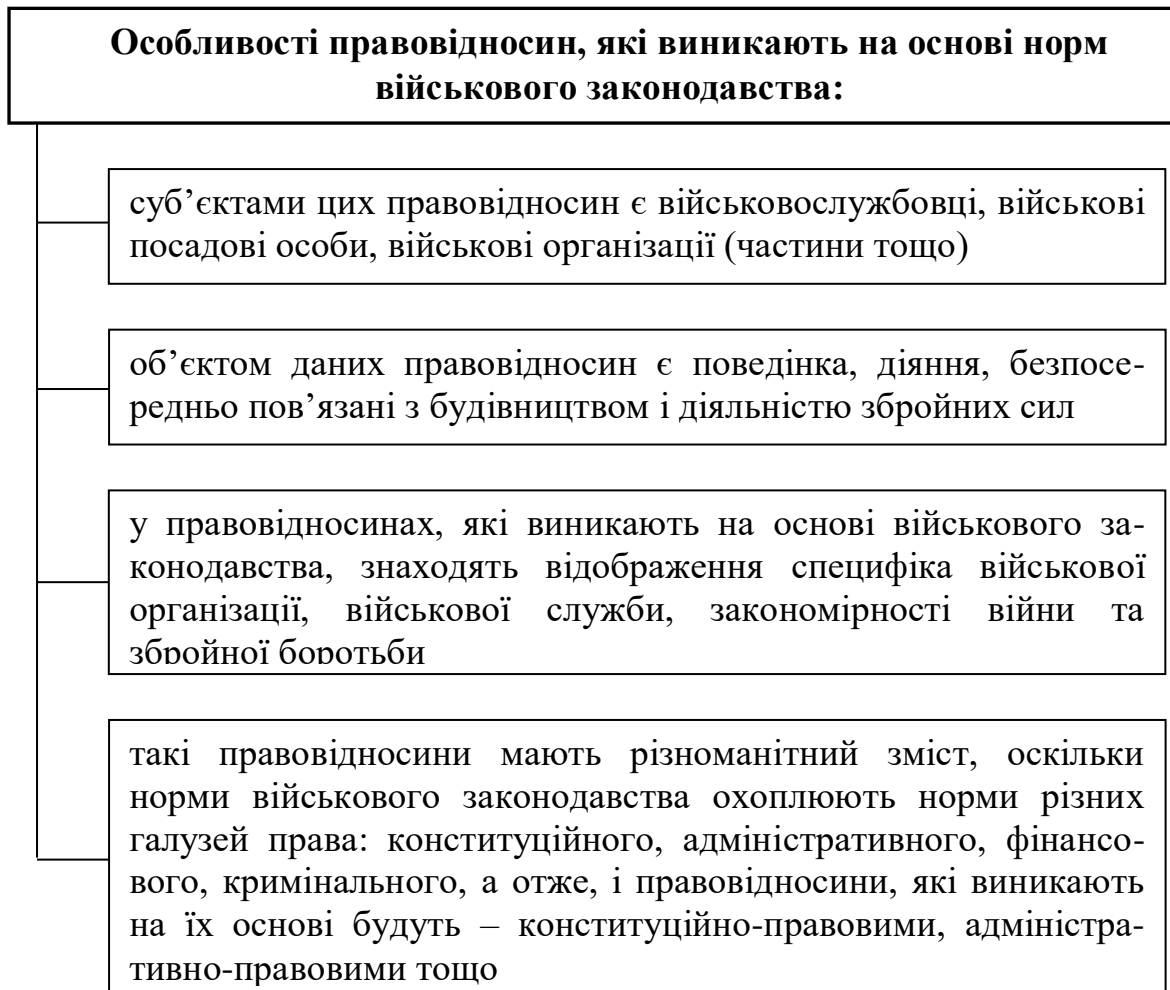 Особливості правовідносин, які виникають на основі норм
військового законодавства:
суб’єктами цих правовідносин є військовослужбовці, військові
посадові особи, військові організації (частини тощо)
об’єктом даних правовідносин є поведінка, діяння, безпосе-
редньо пов’язані з будівництвом і діяльністю збройних сил
у правовідносинах, які виникають на основі військового за-
конодавства, знаходять відображення специфіка військової
організації, військової служби, закономірності війни та
збройної боротьби
такі правовідносини мають різноманітний зміст, оскільки
норми військового законодавства охоплюють норми різних
галузей права: конституційного, адміністративного, фінансо-
вого, кримінального, а отже, і правовідносини, які виникають
на їх основі будуть – конституційно-правовими, адміністра-
тивно-правовими тощо